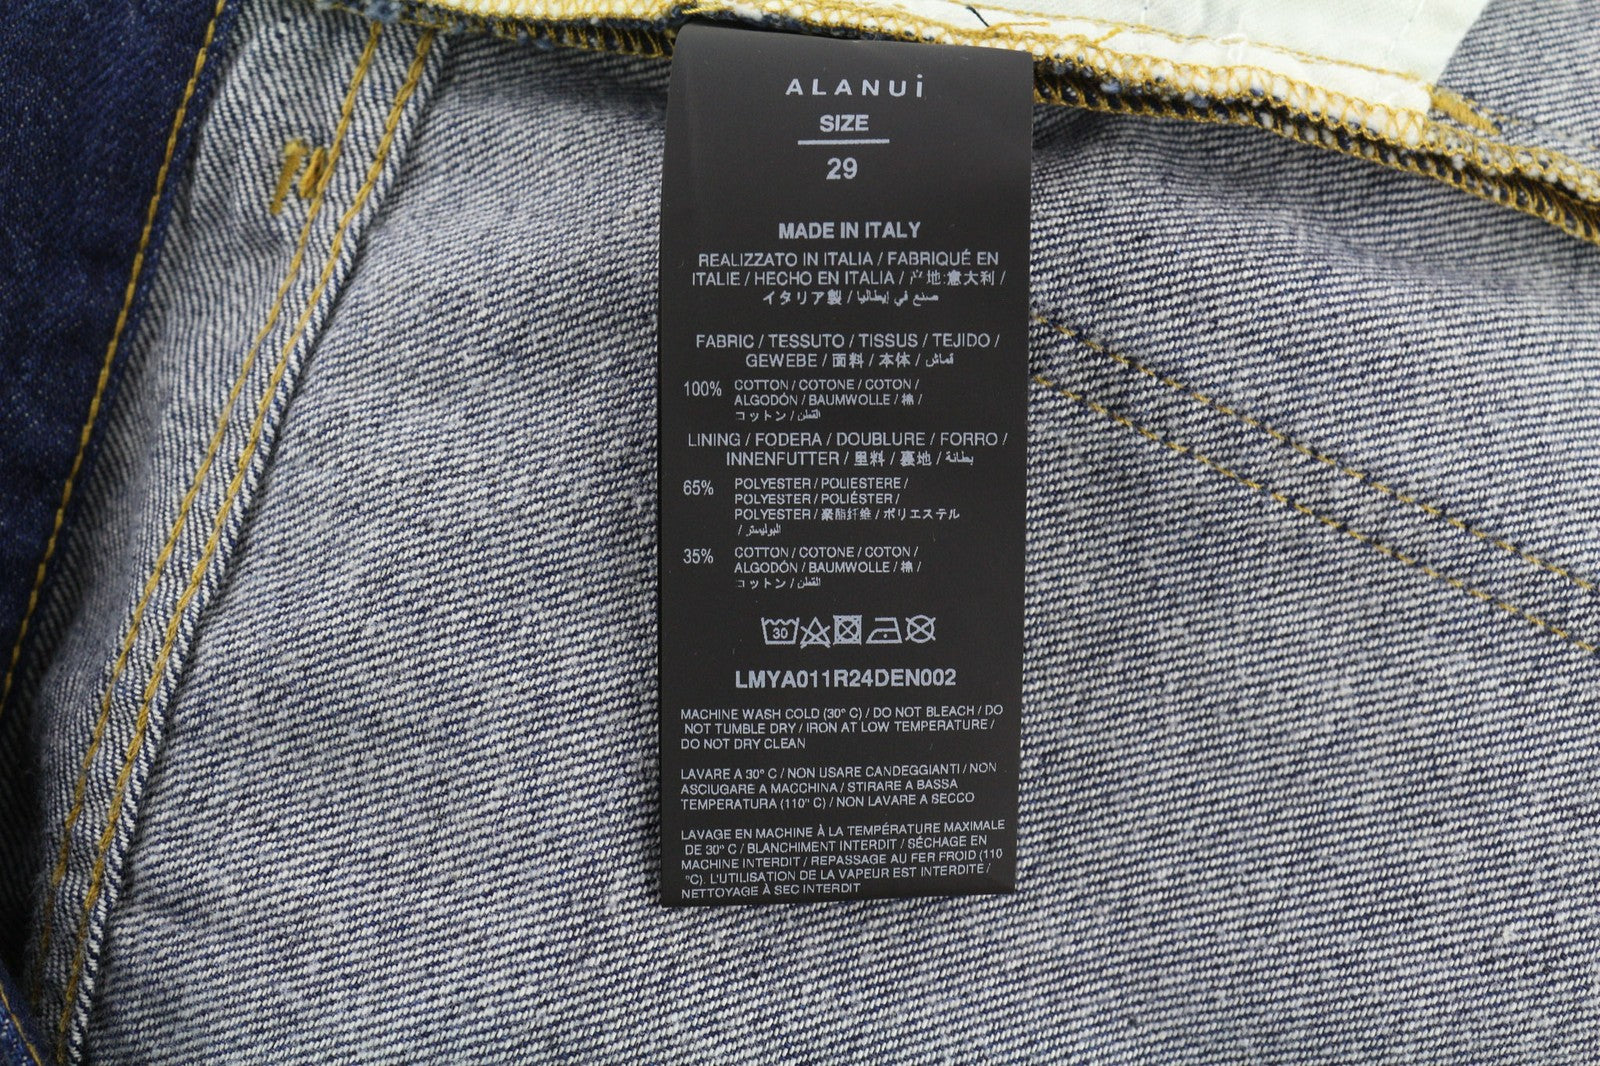 ALANUi
SIZE
29
MADE IN ITALY
REALIZZATO IN ITALIA / FABRIQUÉ EN
ITALIE / HECHO EN ITALIA / 产地:意大利 /
イタリア製 / صنع في إيطاليا
FABRIC / TESSUTO / TISSUS / TEJIDO /
GEWEBE / 面料 / 本体 / قماش
100% COTTON / COTONE / COTON /
ALGODÓN / BAUMWOLLE / 棉 /
コットン / القطن
LINING / FODERA / DOUBLURE / FORRO /
INNENFUTTER / 里料 / 裏地 / بطانة
65% POLYESTER / POLIESTERE /
POLYESTER / POLIÉSTER /
POLYESTER / 聚酯纤维 / ポリエステル
/ البوليستر
35% COTTON / COTONE / COTON /
ALGODÓN / BAUMWOLLE / 棉 /
コットン / القطن
30
LMYA011R24DEN002
MACHINE WASH COLD (30° C) / DO NOT BLEACH / DO
NOT TUMBLE DRY / IRON AT LOW TEMPERATURE /
DO NOT DRY CLEAN
LAVARE A 30° C / NON USARE CANDEGGIANTI / NON
ASCIUGARE A MACCHINA / STIRARE A BASSA
TEMPERATURA (110° C) / NON LAVARE A SECCO
LAVAGE EN MACHINE À LA TEMPÉRATURE MAXIMALE
DE 30° C / BLANCHIMENT INTERDIT / SÉCHAGE EN
MACHINE INTERDIT / REPASSAGE AU FER FROID (110
°C). L'UTILISATION DE LA VAPEUR EST INTERDITE /
NETTOYAGE À SEC INTERDIT